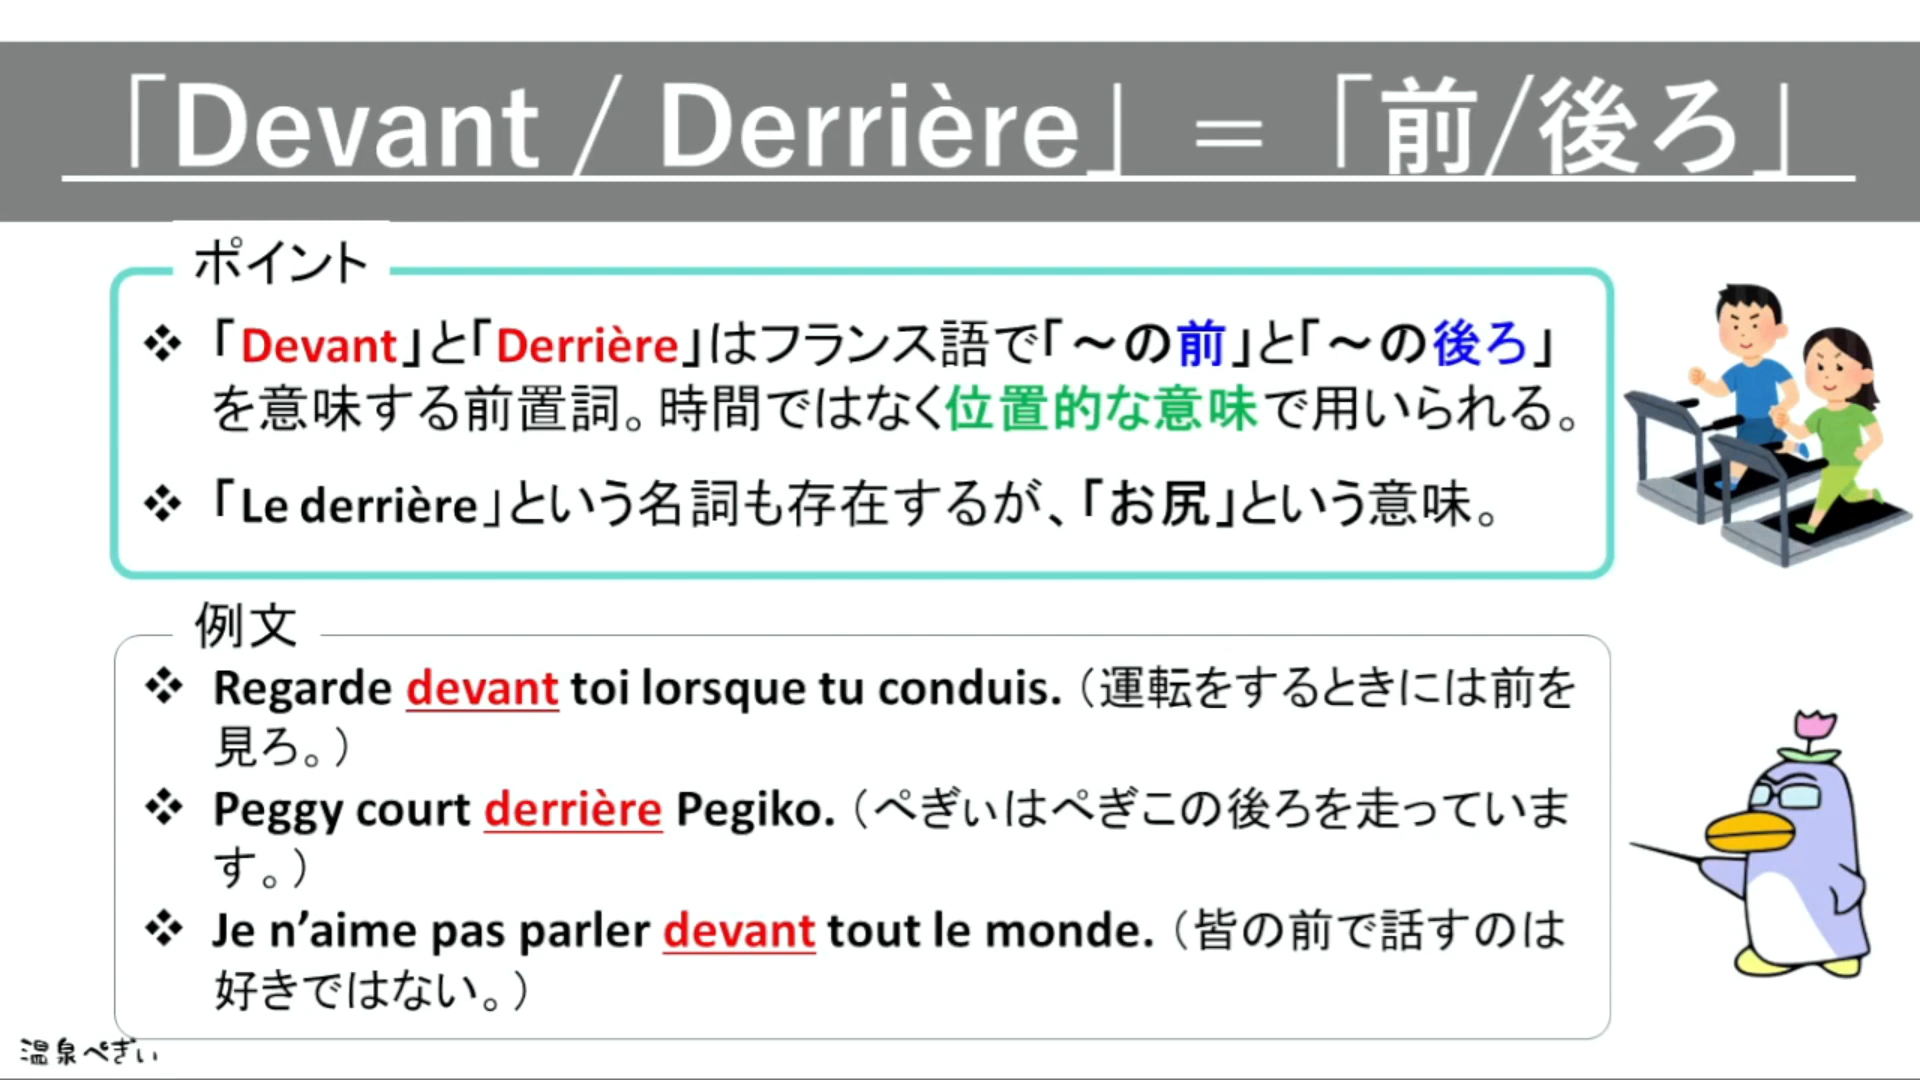 「Devant / Derrière」 = 「前/後ろ」
ポイント
❖ 「Devant」と「Derrière」はフランス語で「～の前」と「～の後ろ」
を意味する前置詞。時間ではなく位置的な意味で用いられる。
❖ 「Le derrière」という名詞も存在するが、「お尻」という意味。
例文
❖ Regarde devant toi lorsque tu conduis.（運転をするときには前を
見ろ。）
❖ Peggy court derrière Pegiko.（ぺぎぃはぺぎこの後ろを走っていま
す。）
❖ Je n’aime pas parler devant tout le monde.（皆の前で話すのは
好きではない。）
温泉ぺぎぃ